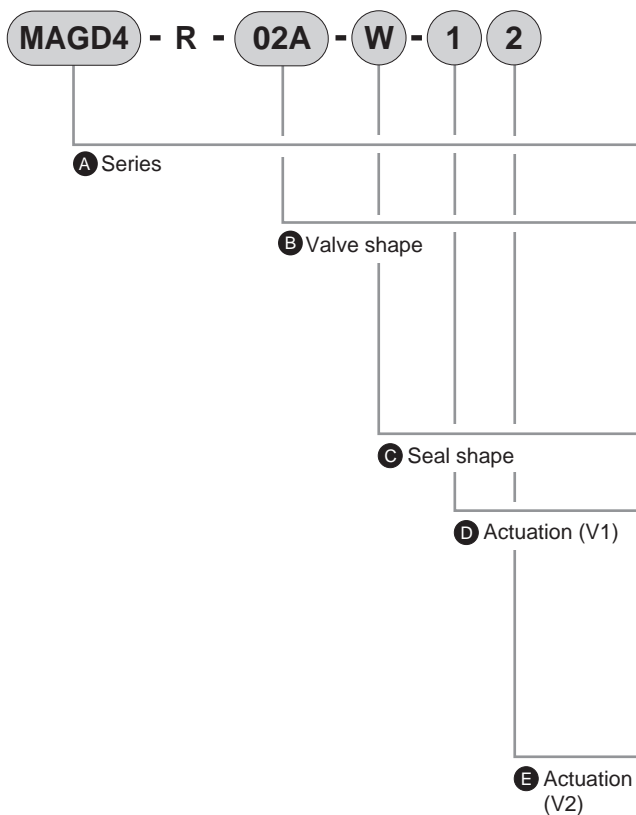 MAGD4 - R - 02A - W - 1 2
A Series
B Valve shape
C Seal shape
D Actuation (V1)
E Actuation
(V2)